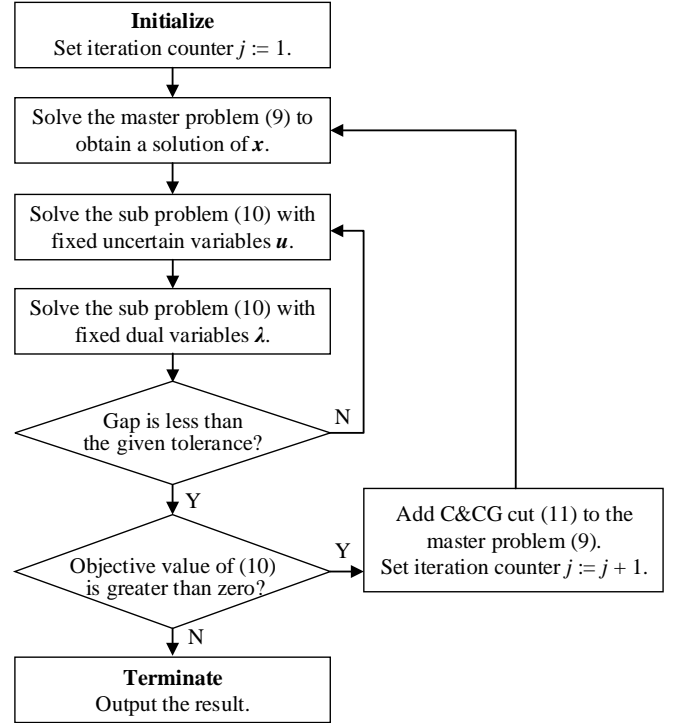 Initialize
Set iteration counter j := 1.
Solve the master problem (9) to
obtain a solution of x.
Solve the sub problem (10) with
fixed uncertain variables u.
Solve the sub problem (10) with
fixed dual variables λ.
Gap is less than
the given tolerance?
N
Y
Objective value of (10)
is greater than zero?
Y
Add C&CG cut (11) to the
master problem (9).
Set iteration counter j := j + 1.
N
Terminate
Output the result.